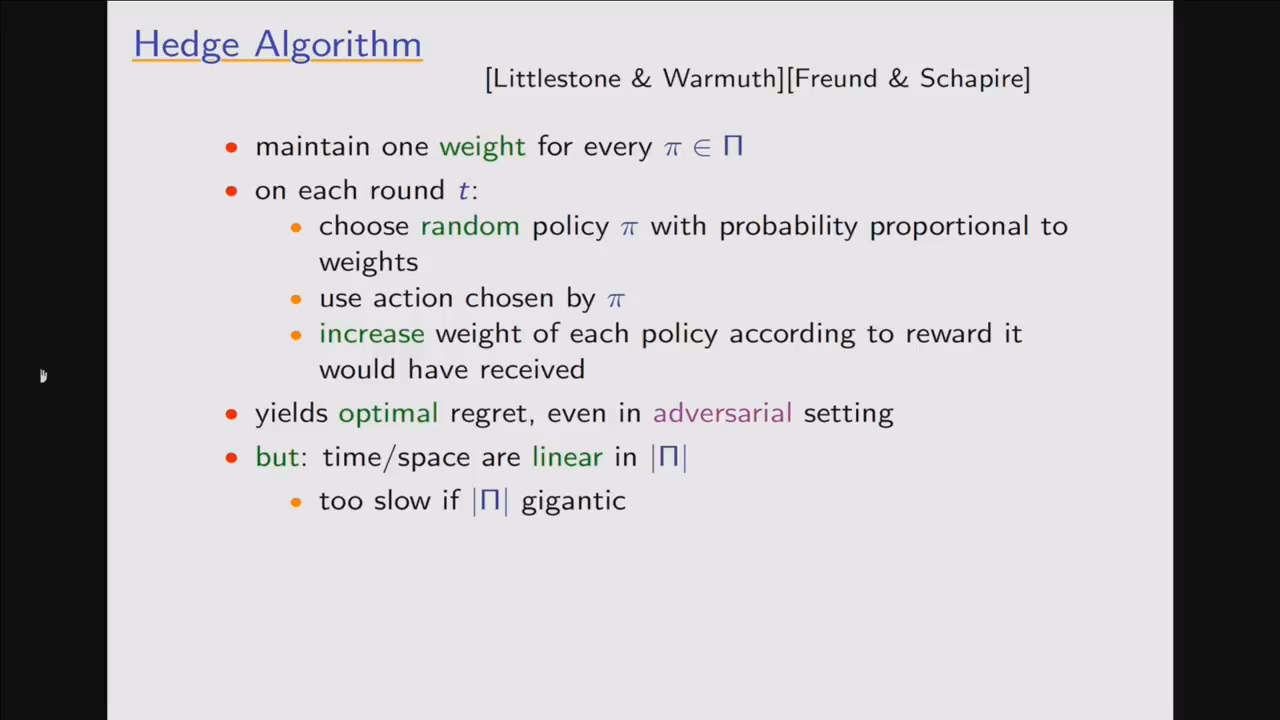 Hedge Algorithm
[Littlestone & Warmuth][Freund & Schapire]
• maintain one weight for every π ∈ Π
• on each round t:
• choose random policy π with probability proportional to
weights
• use action chosen by π
• increase weight of each policy according to reward it
would have received
• yields optimal regret, even in adversarial setting
• but: time/space are linear in |Π|
• too slow if |Π| gigantic